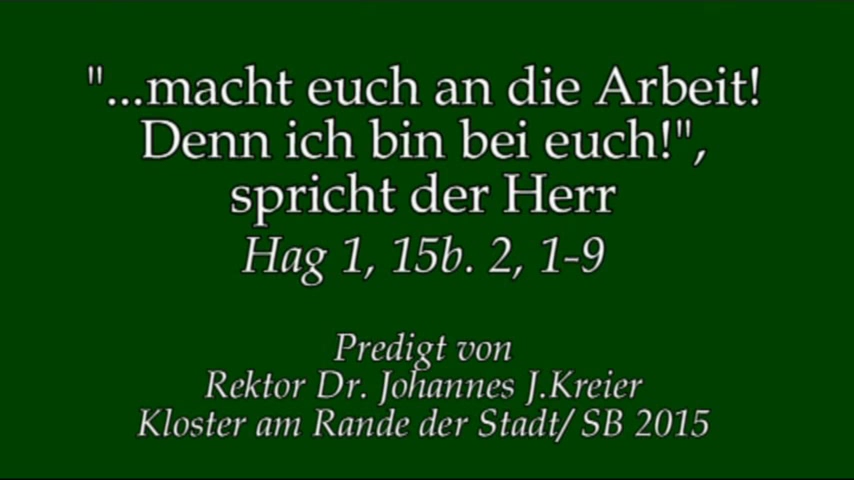 "...macht euch an die Arbeit!
Denn ich bin bei euch!",
spricht der Herr
Hag 1, 15b. 2, 1-9
Predigt von
Rektor Dr. Johannes J.Kreier
Kloster am Rande der Stadt/ SB 2015